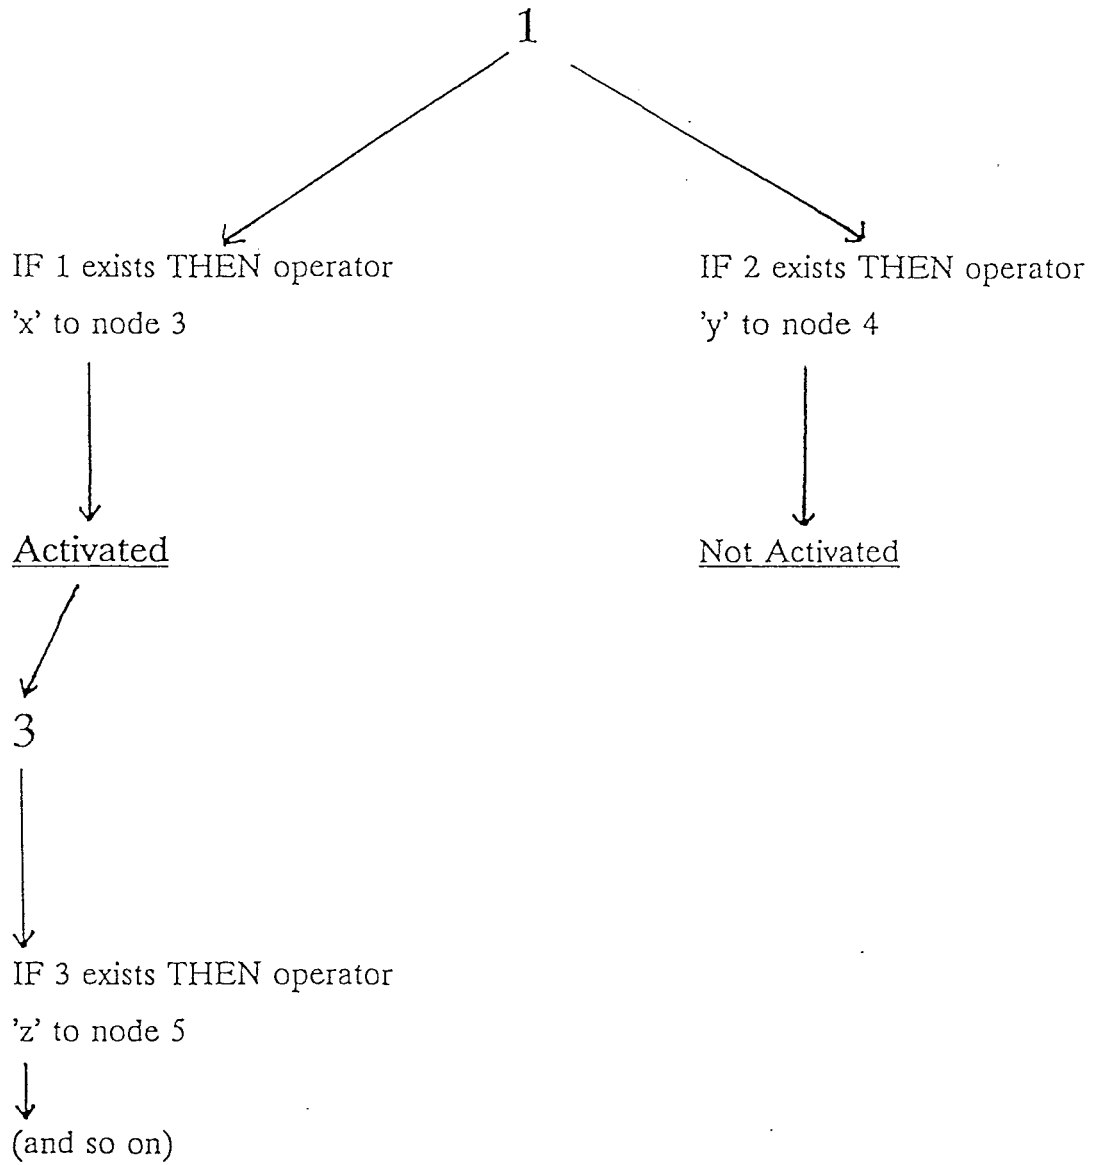 1
IF 1 exists THEN operator
'x' to node 3
IF 2 exists THEN operator
'y' to node 4
Activated
Not Activated
3
IF 3 exists THEN operator
'z' to node 5
(and so on)